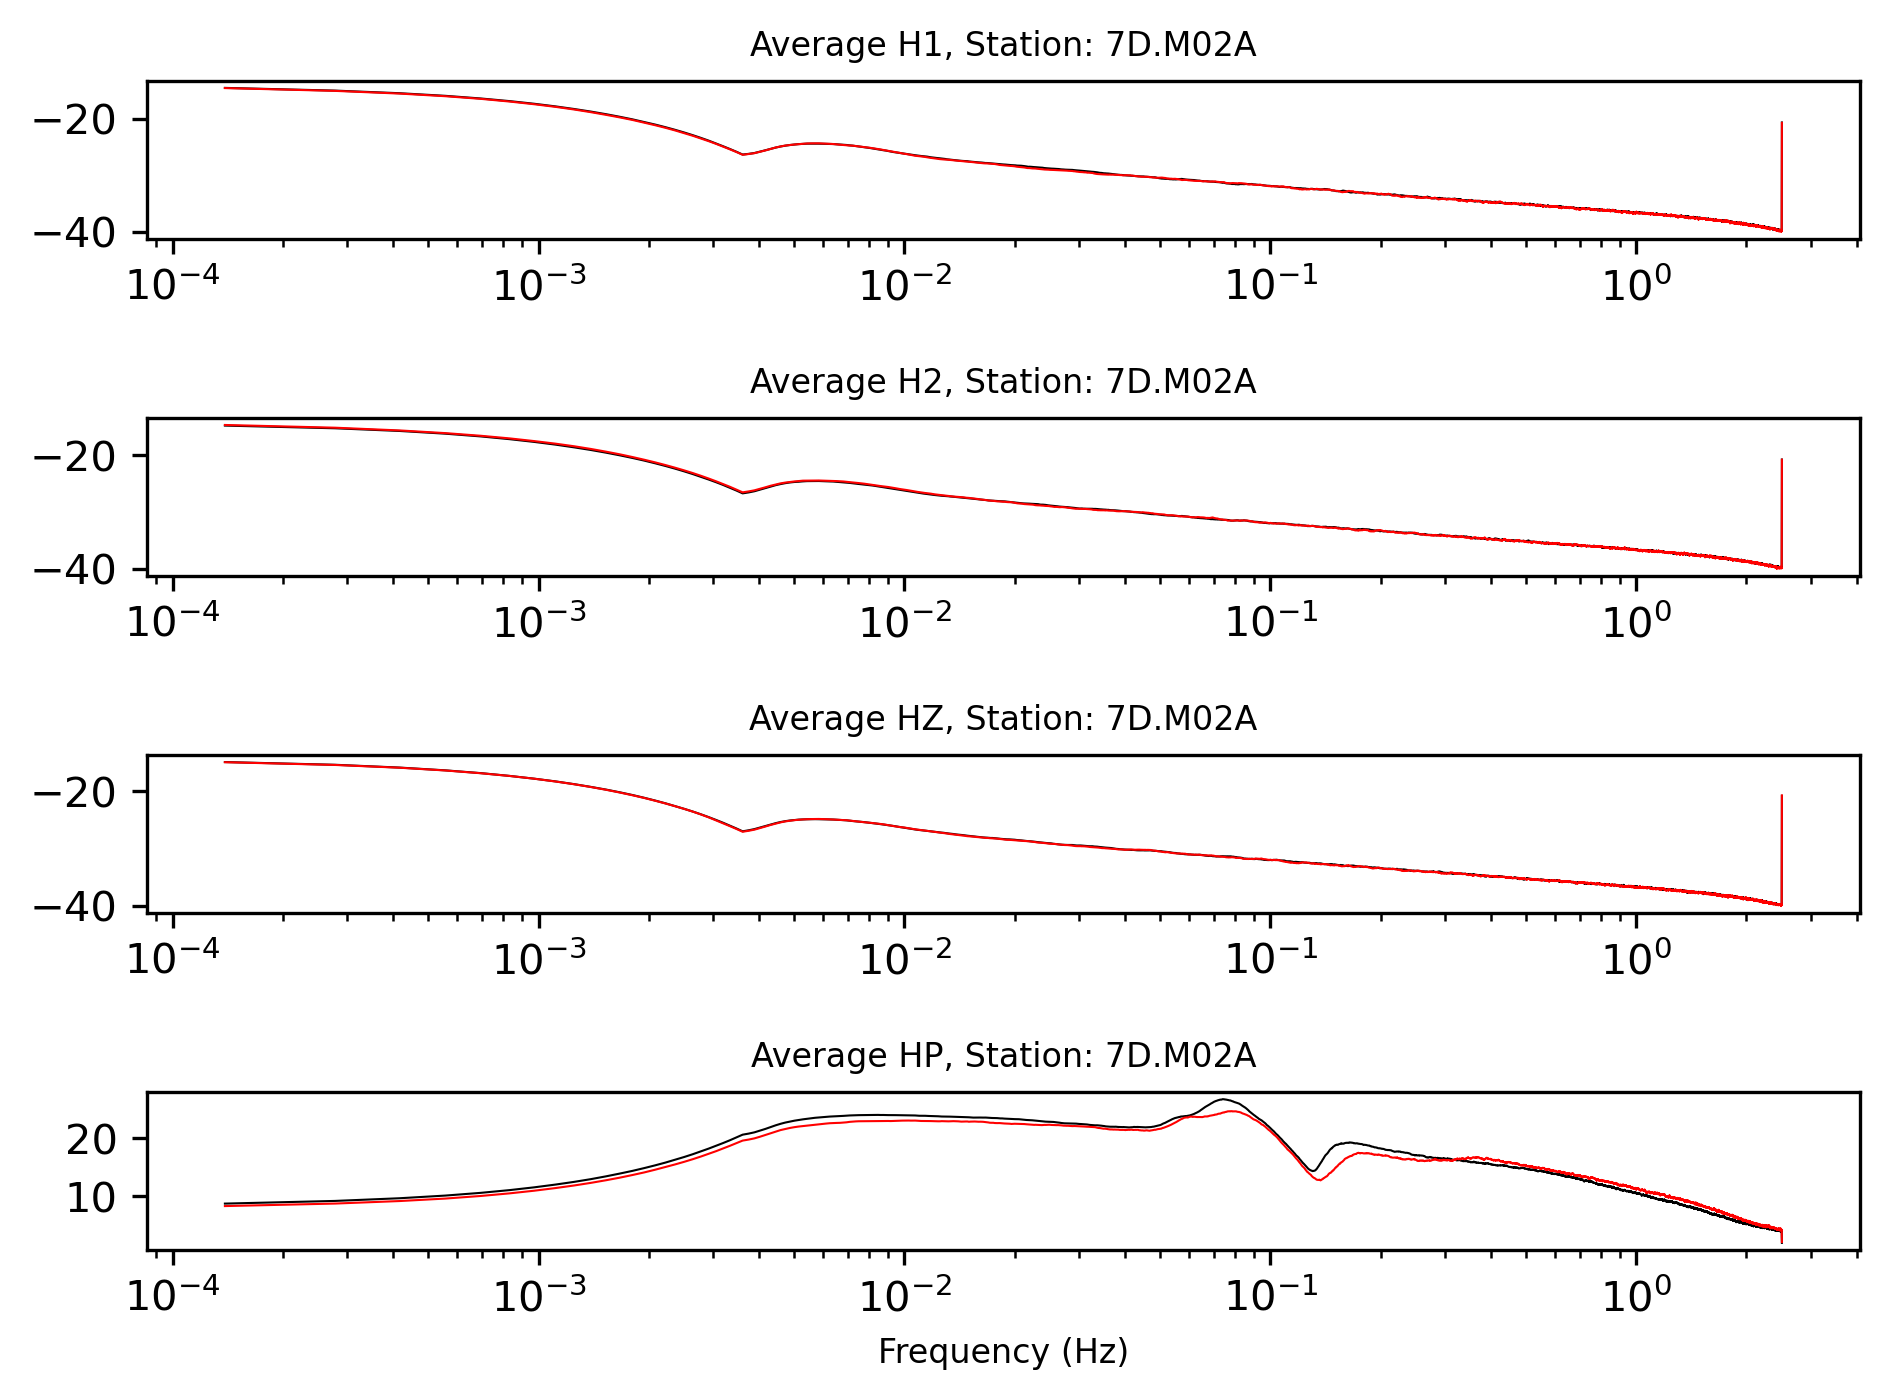 Average H1, Station: 7D.M02A
−20
−40
10⁻⁴ 10⁻³ 10⁻² 10⁻¹ 10⁰
Average H2, Station: 7D.M02A
−20
−40
10⁻⁴ 10⁻³ 10⁻² 10⁻¹ 10⁰
Average HZ, Station: 7D.M02A
−20
−40
10⁻⁴ 10⁻³ 10⁻² 10⁻¹ 10⁰
Average HP, Station: 7D.M02A
20
10
10⁻⁴ 10⁻³ 10⁻² 10⁻¹ 10⁰
Frequency (Hz)